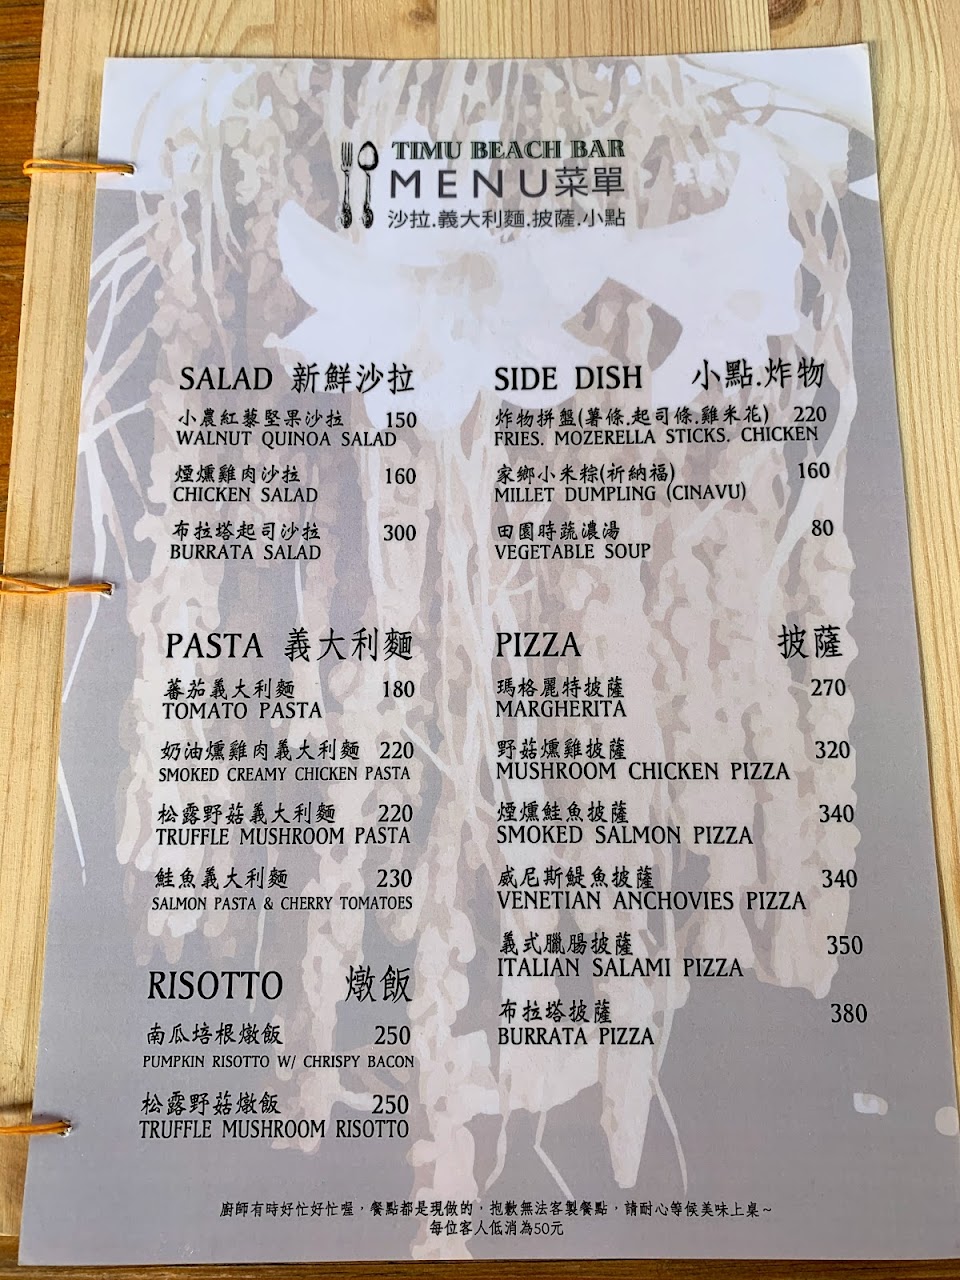 TIMU BEACH BAR
MENU菜單
沙拉.義大利麵.披薩.小點
SALAD 新鮮沙拉
小農紅藜堅果沙拉 150
WALNUT QUINOA SALAD
煙燻雞肉沙拉 160
CHICKEN SALAD
布拉塔起司沙拉 300
BURRATA SALAD
PASTA 義大利麵
蕃茄義大利麵 180
TOMATO PASTA
奶油燻雞肉義大利麵 220
SMOKED CREAMY CHICKEN PASTA
松露野菇義大利麵 220
TRUFFLE MUSHROOM PASTA
鮭魚義大利麵 230
SALMON PASTA & CHERRY TOMATOES
RISOTTO 燉飯
南瓜培根燉飯 250
PUMPKIN RISOTTO W/ CHRISPY BACON
松露野菇燉飯 250
TRUFFLE MUSHROOM RISOTTO
SIDE DISH 小點.炸物
炸物拼盤(薯條.起司條.雞米花) 220
FRIES. MOZERELLA STICKS. CHICKEN
家鄉小米粽(祈納福) 160
MILLET DUMPLING (CINAVU)
田園時蔬濃湯 80
VEGETABLE SOUP
PIZZA 披薩
瑪格麗特披薩 270
MARGHERITA
野菇燻雞披薩 320
MUSHROOM CHICKEN PIZZA
煙燻鮭魚披薩 340
SMOKED SALMON PIZZA
威尼斯鯷魚披薩 340
VENETIAN ANCHOVIES PIZZA
義式臘腸披薩 350
ITALIAN SALAMI PIZZA
布拉塔披薩 380
BURRATA PIZZA
廚師有時好忙好忙喔，餐點都是現做的，抱歉無法客製餐點，請耐心等候美味上桌~
每位客人低消為50元